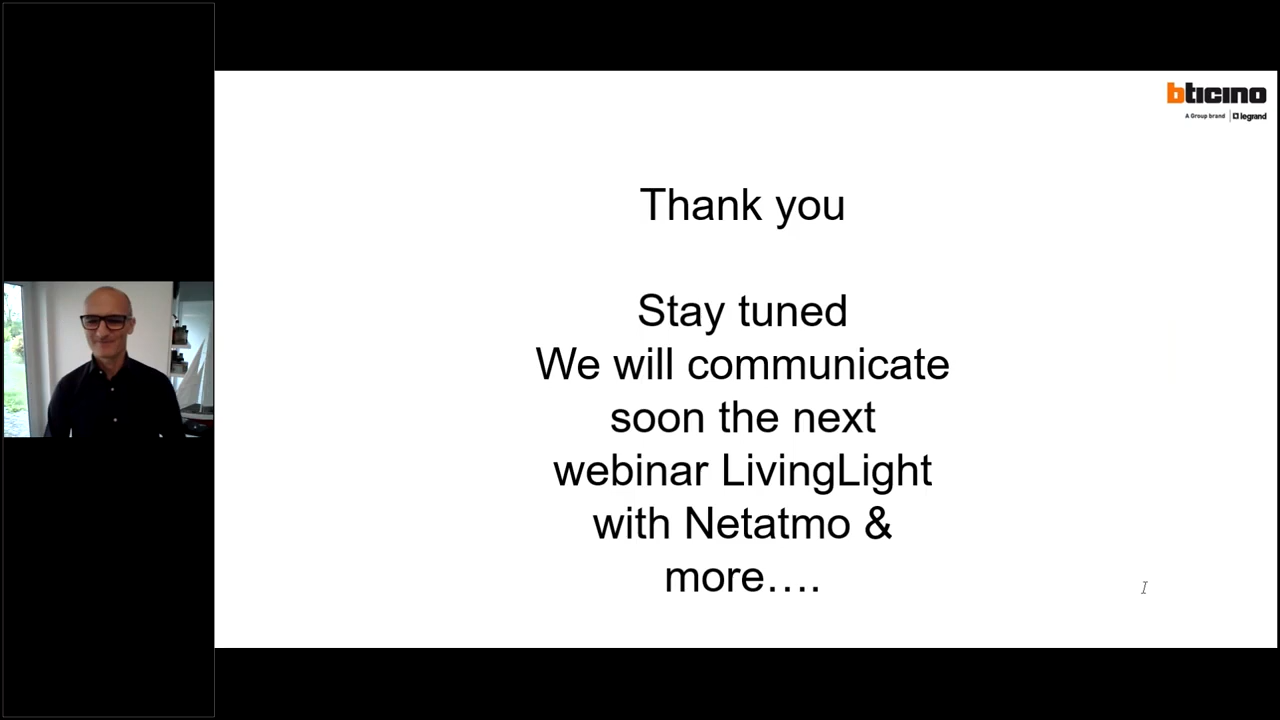 bticino
A Group brand legrand
Thank you
Stay tuned
We will communicate
soon the next
webinar LivingLight
with Netatmo &
more….